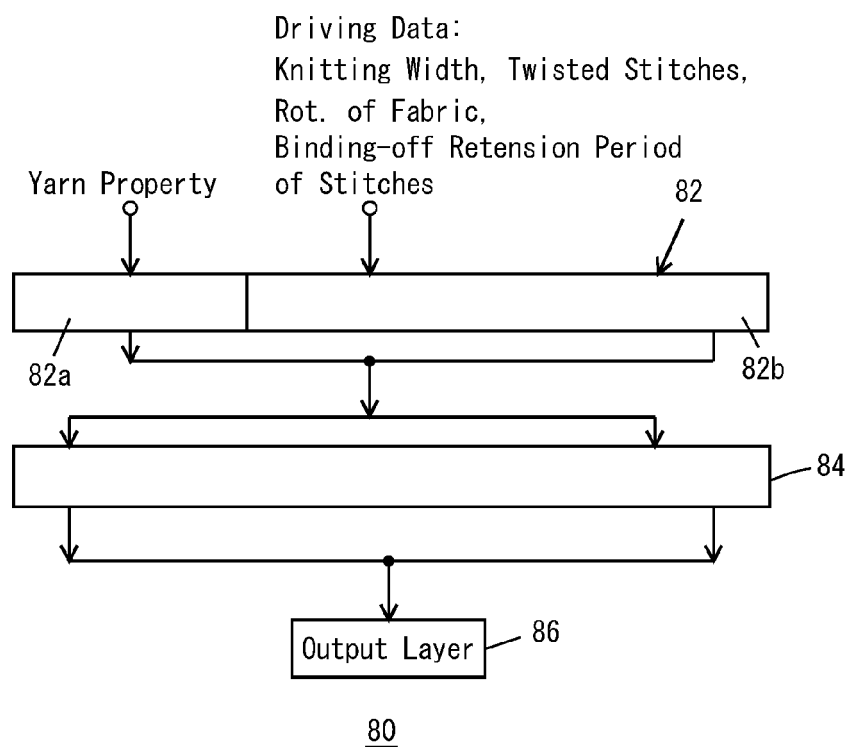 Driving Data:
Knitting Width, Twisted Stitches,
Rot. of Fabric,
Binding-off Retension Period
of Stitches
Yarn Property
82
82a
82b
84
Output Layer
86
80